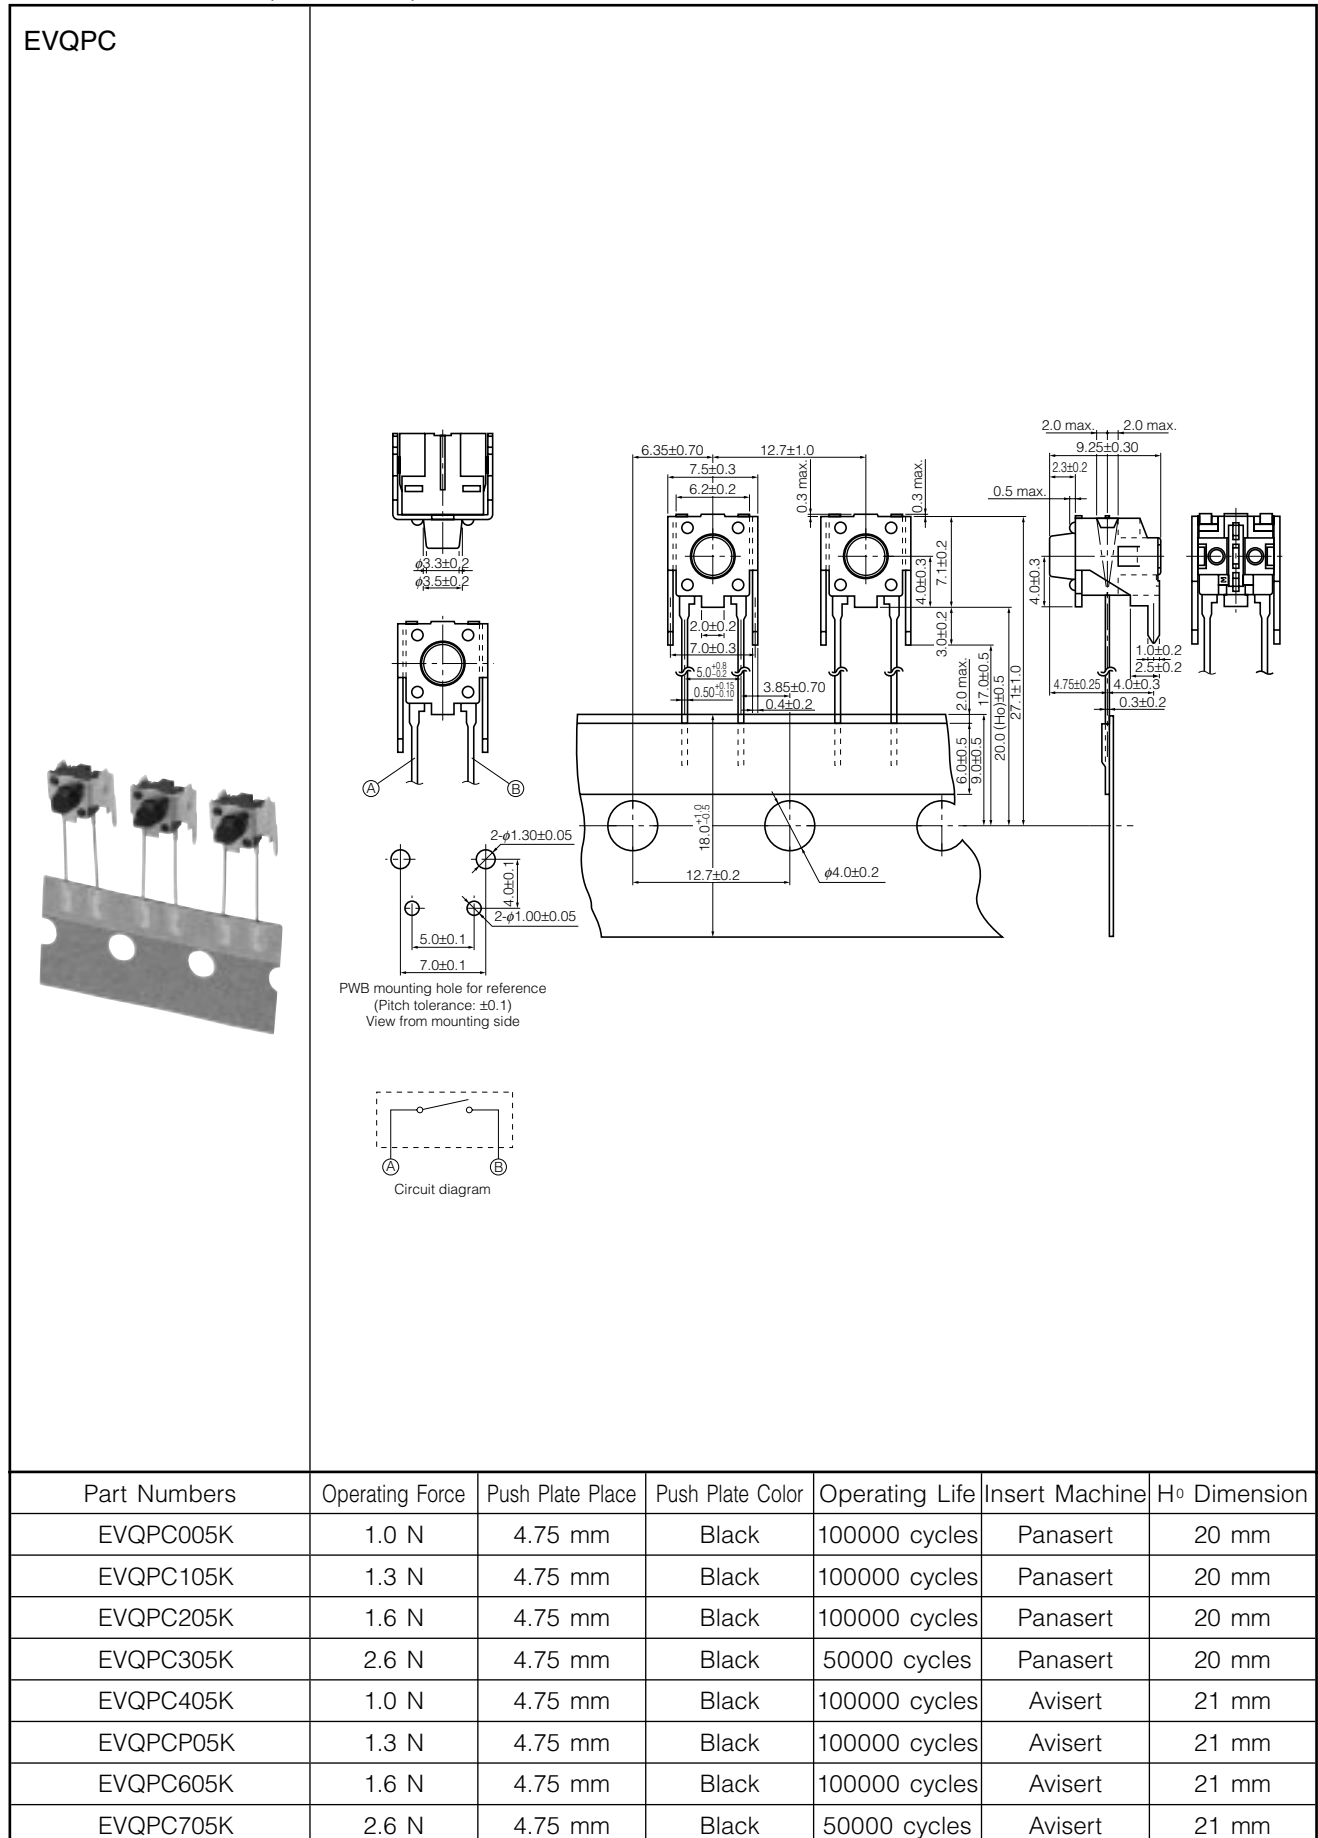 EVQPC
2.0 max. 2.0 max.
9.25±0.30
2.3±0.2
0.5 max.
6.35±0.70 12.7±1.0
7.5±0.3
6.2±0.2
0.3 max.
0.3 max.
φ3.3±0.2
φ3.5±0.2
4.0±0.3
7.1±0.2
3.0±0.2
4.0±0.3
2.0±0.2
7.0±0.3
5.0+0.8 -0.2
0.50+0.15 -0.10
3.85±0.70
0.4±0.2
2.0 max.
17.0±0.5
20.0 (Ho)±0.5
27.1±1.0
1.0±0.2
2.5±0.2
4.75±0.25 4.0±0.3
0.3±0.2
6.0±0.5
9.0±0.5
A B
18.0+1.0 -0.5
12.7±0.2
φ4.0±0.2
2-φ1.30±0.05
4.0±0.1
2-φ1.00±0.05
5.0±0.1
7.0±0.1
PWB mounting hole for reference
(Pitch tolerance: ±0.1)
View from mounting side
A B
Circuit diagram
Part Numbers Operating Force Push Plate Place Push Plate Color Operating Life Insert Machine H0 Dimension
EVQPC005K 1.0 N 4.75 mm Black 100000 cycles Panasert 20 mm
EVQPC105K 1.3 N 4.75 mm Black 100000 cycles Panasert 20 mm
EVQPC205K 1.6 N 4.75 mm Black 100000 cycles Panasert 20 mm
EVQPC305K 2.6 N 4.75 mm Black 50000 cycles Panasert 20 mm
EVQPC405K 1.0 N 4.75 mm Black 100000 cycles Avisert 21 mm
EVQPCP05K 1.3 N 4.75 mm Black 100000 cycles Avisert 21 mm
EVQPC605K 1.6 N 4.75 mm Black 100000 cycles Avisert 21 mm
EVQPC705K 2.6 N 4.75 mm Black 50000 cycles Avisert 21 mm